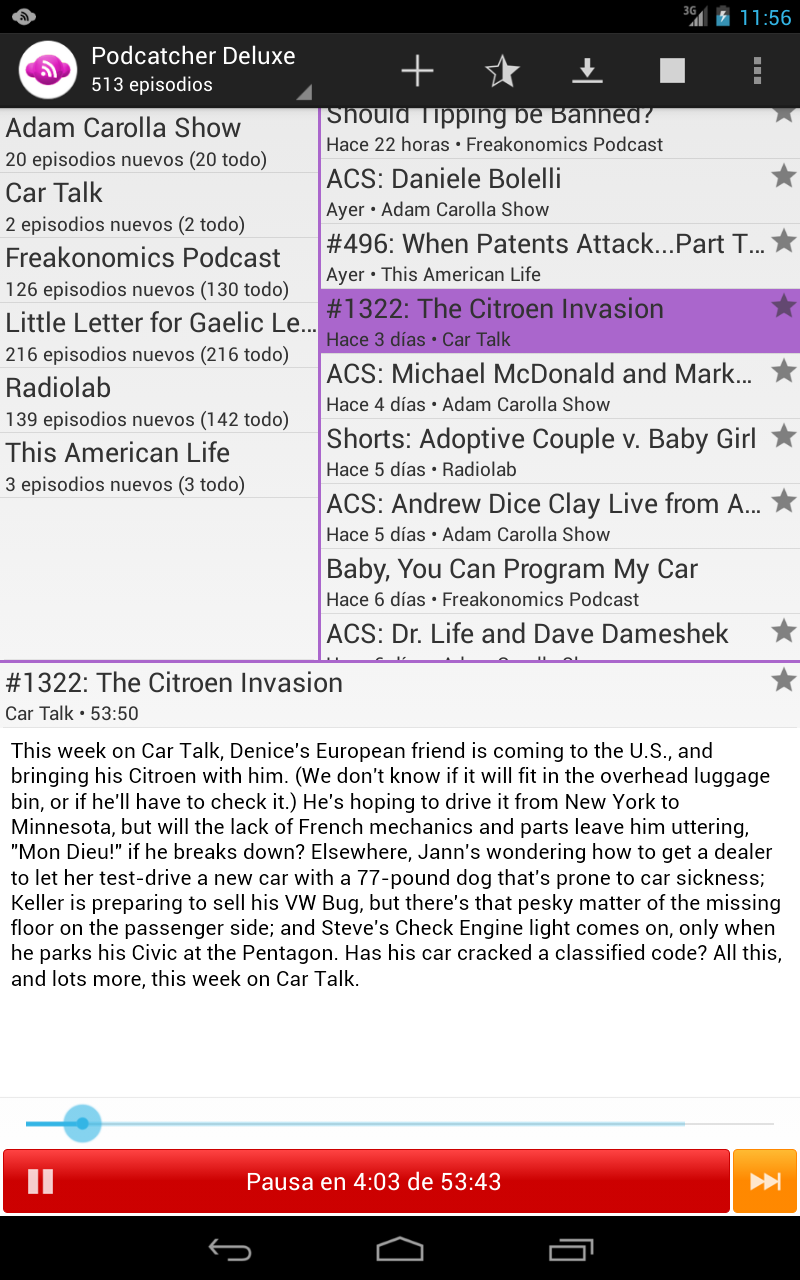 3G 11:56
Podcatcher Deluxe
513 episodios
Adam Carolla Show
20 episodios nuevos (20 todo)
Car Talk
2 episodios nuevos (2 todo)
Freakonomics Podcast
126 episodios nuevos (130 todo)
Little Letter for Gaelic Le...
216 episodios nuevos (216 todo)
Radiolab
139 episodios nuevos (142 todo)
This American Life
3 episodios nuevos (3 todo)
Should Tipping be Banned?
Hace 22 horas • Freakonomics Podcast
ACS: Daniele Bolelli
Ayer • Adam Carolla Show
#496: When Patents Attack...Part T...
Ayer • This American Life
#1322: The Citroen Invasion
Hace 3 días • Car Talk
ACS: Michael McDonald and Mark...
Hace 4 días • Adam Carolla Show
Shorts: Adoptive Couple v. Baby Girl
Hace 5 días • Radiolab
ACS: Andrew Dice Clay Live from A...
Hace 5 días • Adam Carolla Show
Baby, You Can Program My Car
Hace 6 días • Freakonomics Podcast
ACS: Dr. Life and Dave Dameshek
#1322: The Citroen Invasion
Car Talk • 53:50
This week on Car Talk, Denice's European friend is coming to the U.S., and
bringing his Citroen with him. (We don't know if it will fit in the overhead luggage
bin, or if he'll have to check it.) He's hoping to drive it from New York to
Minnesota, but will the lack of French mechanics and parts leave him uttering,
"Mon Dieu!" if he breaks down? Elsewhere, Jann's wondering how to get a dealer
to let her test-drive a new car with a 77-pound dog that's prone to car sickness;
Keller is preparing to sell his VW Bug, but there's that pesky matter of the missing
floor on the passenger side; and Steve's Check Engine light comes on, only when
he parks his Civic at the Pentagon. Has his car cracked a classified code? All this,
and lots more, this week on Car Talk.
Pausa en 4:03 de 53:43